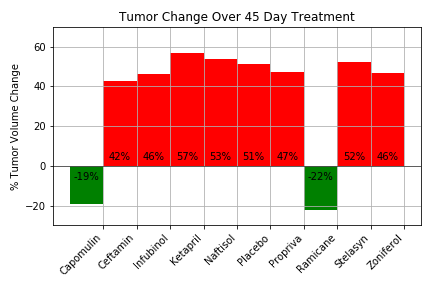 Tumor Change Over 45 Day Treatment
% Tumor Volume Change
60
40
20
0
−20
-19%
42%
46%
57%
53%
51%
47%
-22%
52%
46%
Capomulin
Ceftamin
Infubinol
Ketapril
Naftisol
Placebo
Propriva
Ramicane
Stelasyn
Zoniferol